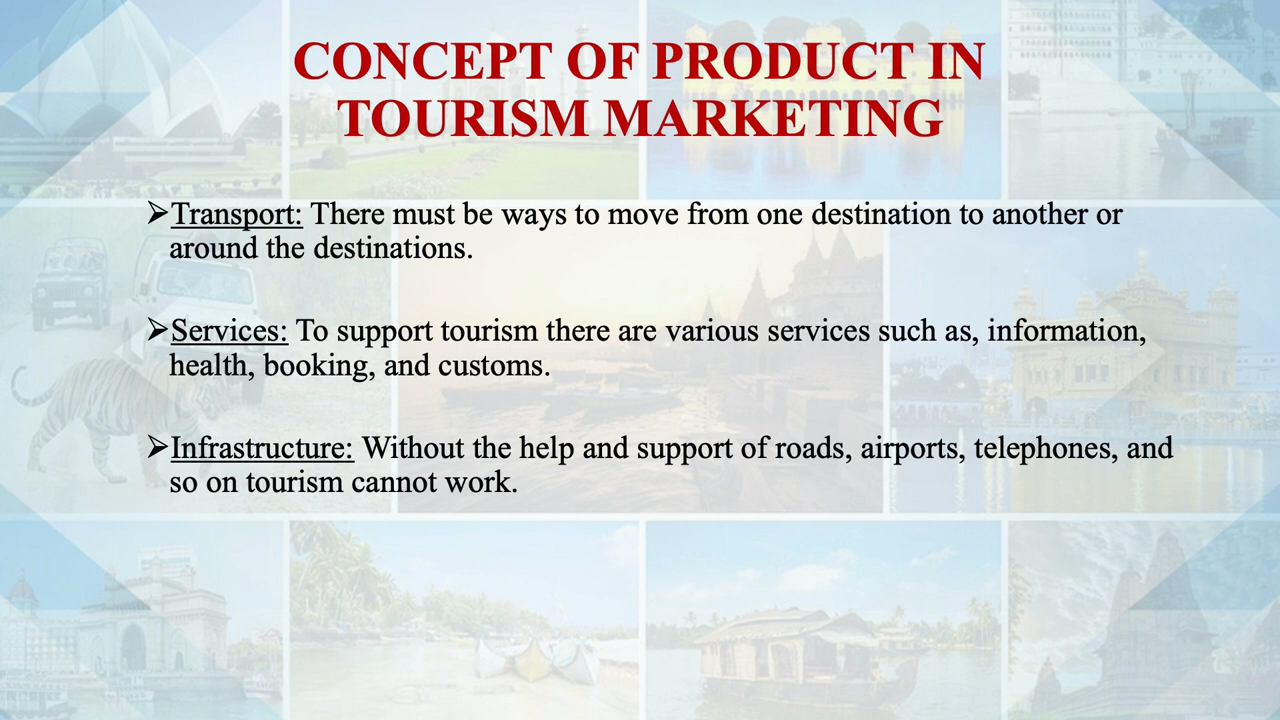 CONCEPT OF PRODUCT IN
TOURISM MARKETING
➢Transport: There must be ways to move from one destination to another or
around the destinations.
➢Services: To support tourism there are various services such as, information,
health, booking, and customs.
➢Infrastructure: Without the help and support of roads, airports, telephones, and
so on tourism cannot work.